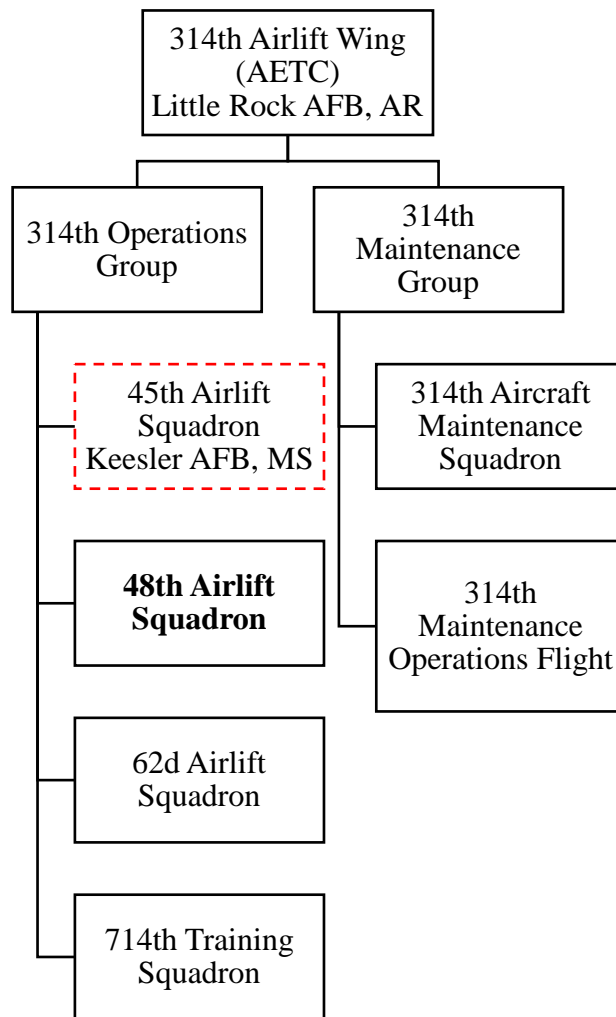 314th Airlift Wing
(AETC)
Little Rock AFB, AR
314th Operations
Group
314th
Maintenance
Group
45th Airlift
Squadron
Keesler AFB, MS
314th Aircraft
Maintenance
Squadron
48th Airlift
Squadron
314th
Maintenance
Operations Flight
62d Airlift
Squadron
714th Training
Squadron